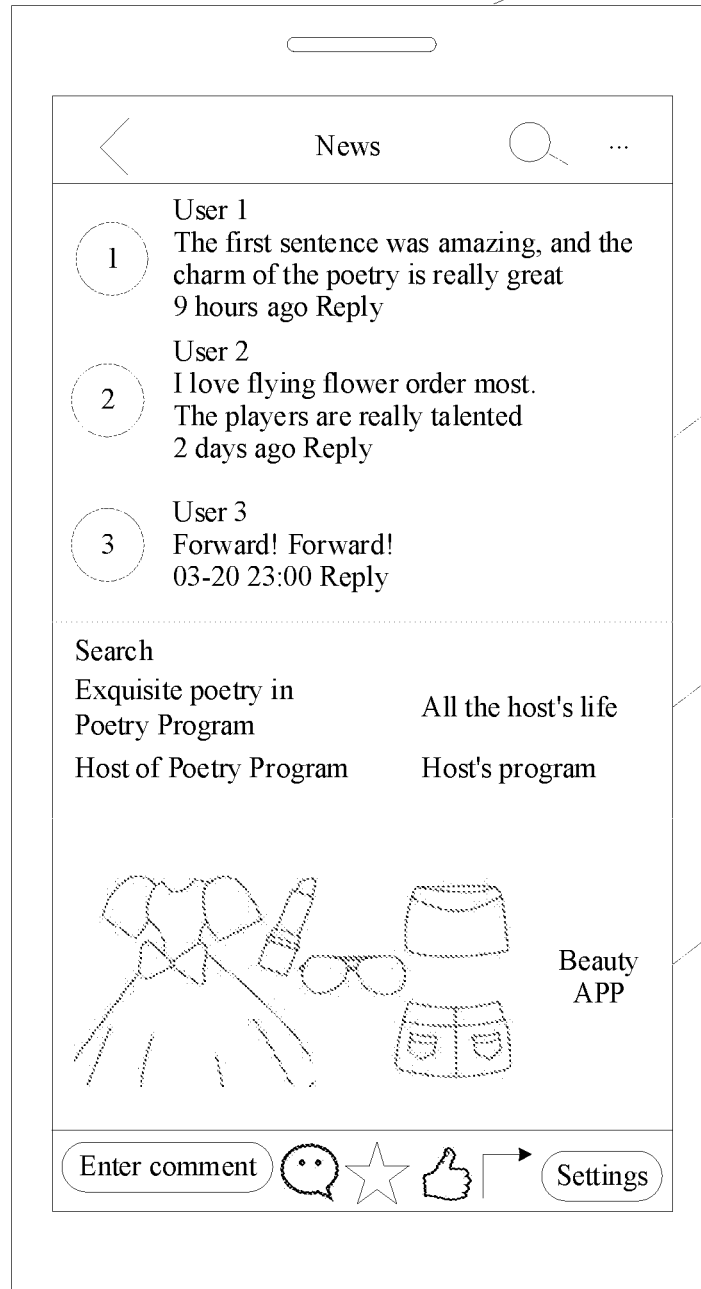 News
...
1
User 1
The first sentence was amazing, and the
charm of the poetry is really great
9 hours ago Reply
2
User 2
I love flying flower order most.
The players are really talented
2 days ago Reply
3
User 3
Forward! Forward!
03-20 23:00 Reply
Search
Exquisite poetry in
Poetry Program
All the host's life
Host of Poetry Program
Host's program
Beauty
APP
Enter comment
Settings